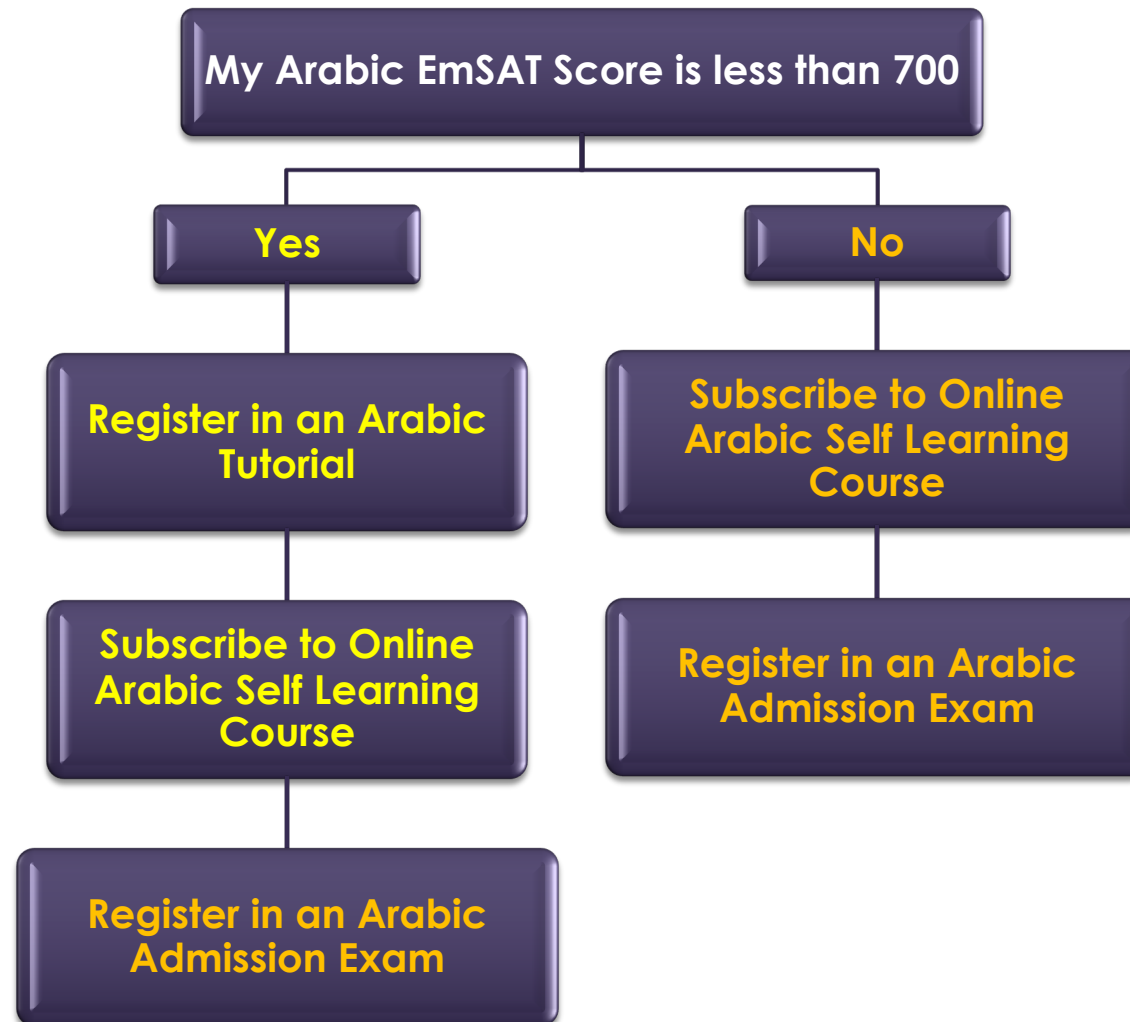 My Arabic EmSAT Score is less than 700
Yes
Register in an Arabic
Tutorial
Subscribe to Online
Arabic Self Learning
Course
Register in an Arabic
Admission Exam
No
Subscribe to Online
Arabic Self Learning
Course
Register in an Arabic
Admission Exam